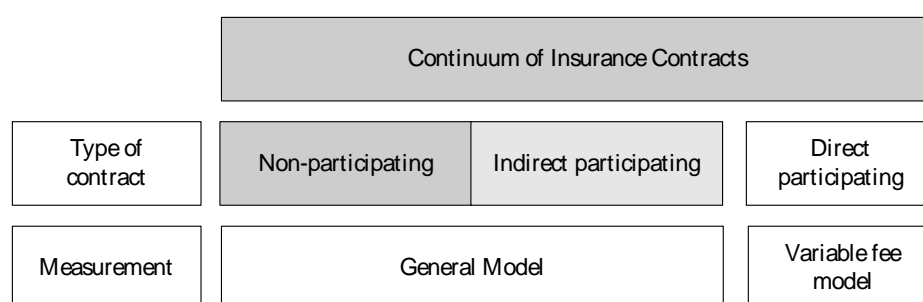 Continuum of Insurance Contracts
Type of
contract
Non-participating
Indirect participating
Direct
participating
Measurement
General Model
Variable fee
model